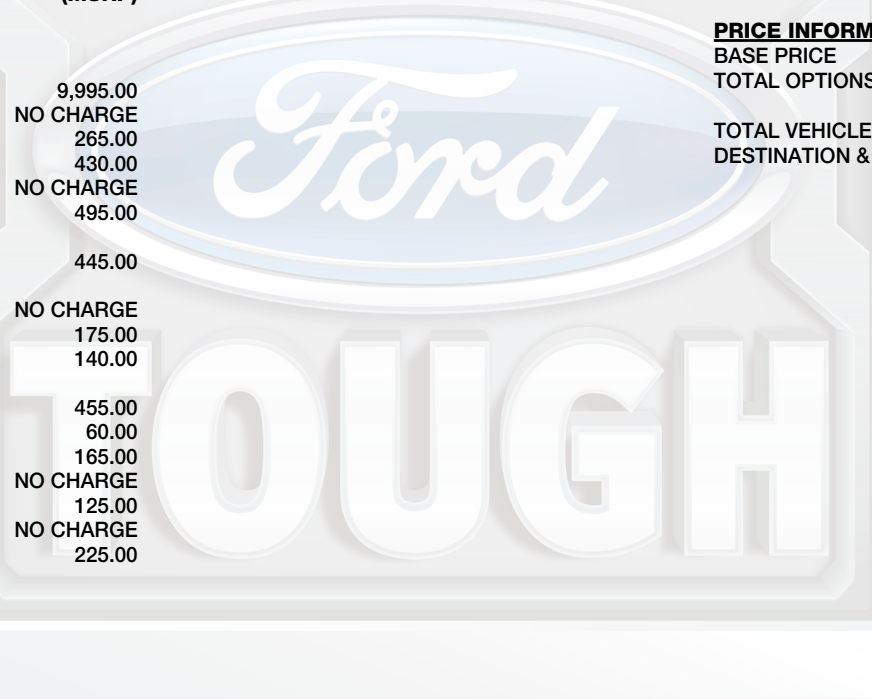 PRICE INFORM
BASE PRICE
TOTAL OPTIONS
TOTAL VEHICLE
DESTINATION &
9,995.00
NO CHARGE
265.00
430.00
NO CHARGE
495.00
445.00
NO CHARGE
175.00
140.00
455.00
60.00
165.00
NO CHARGE
125.00
NO CHARGE
225.00
Ford
TOUGH